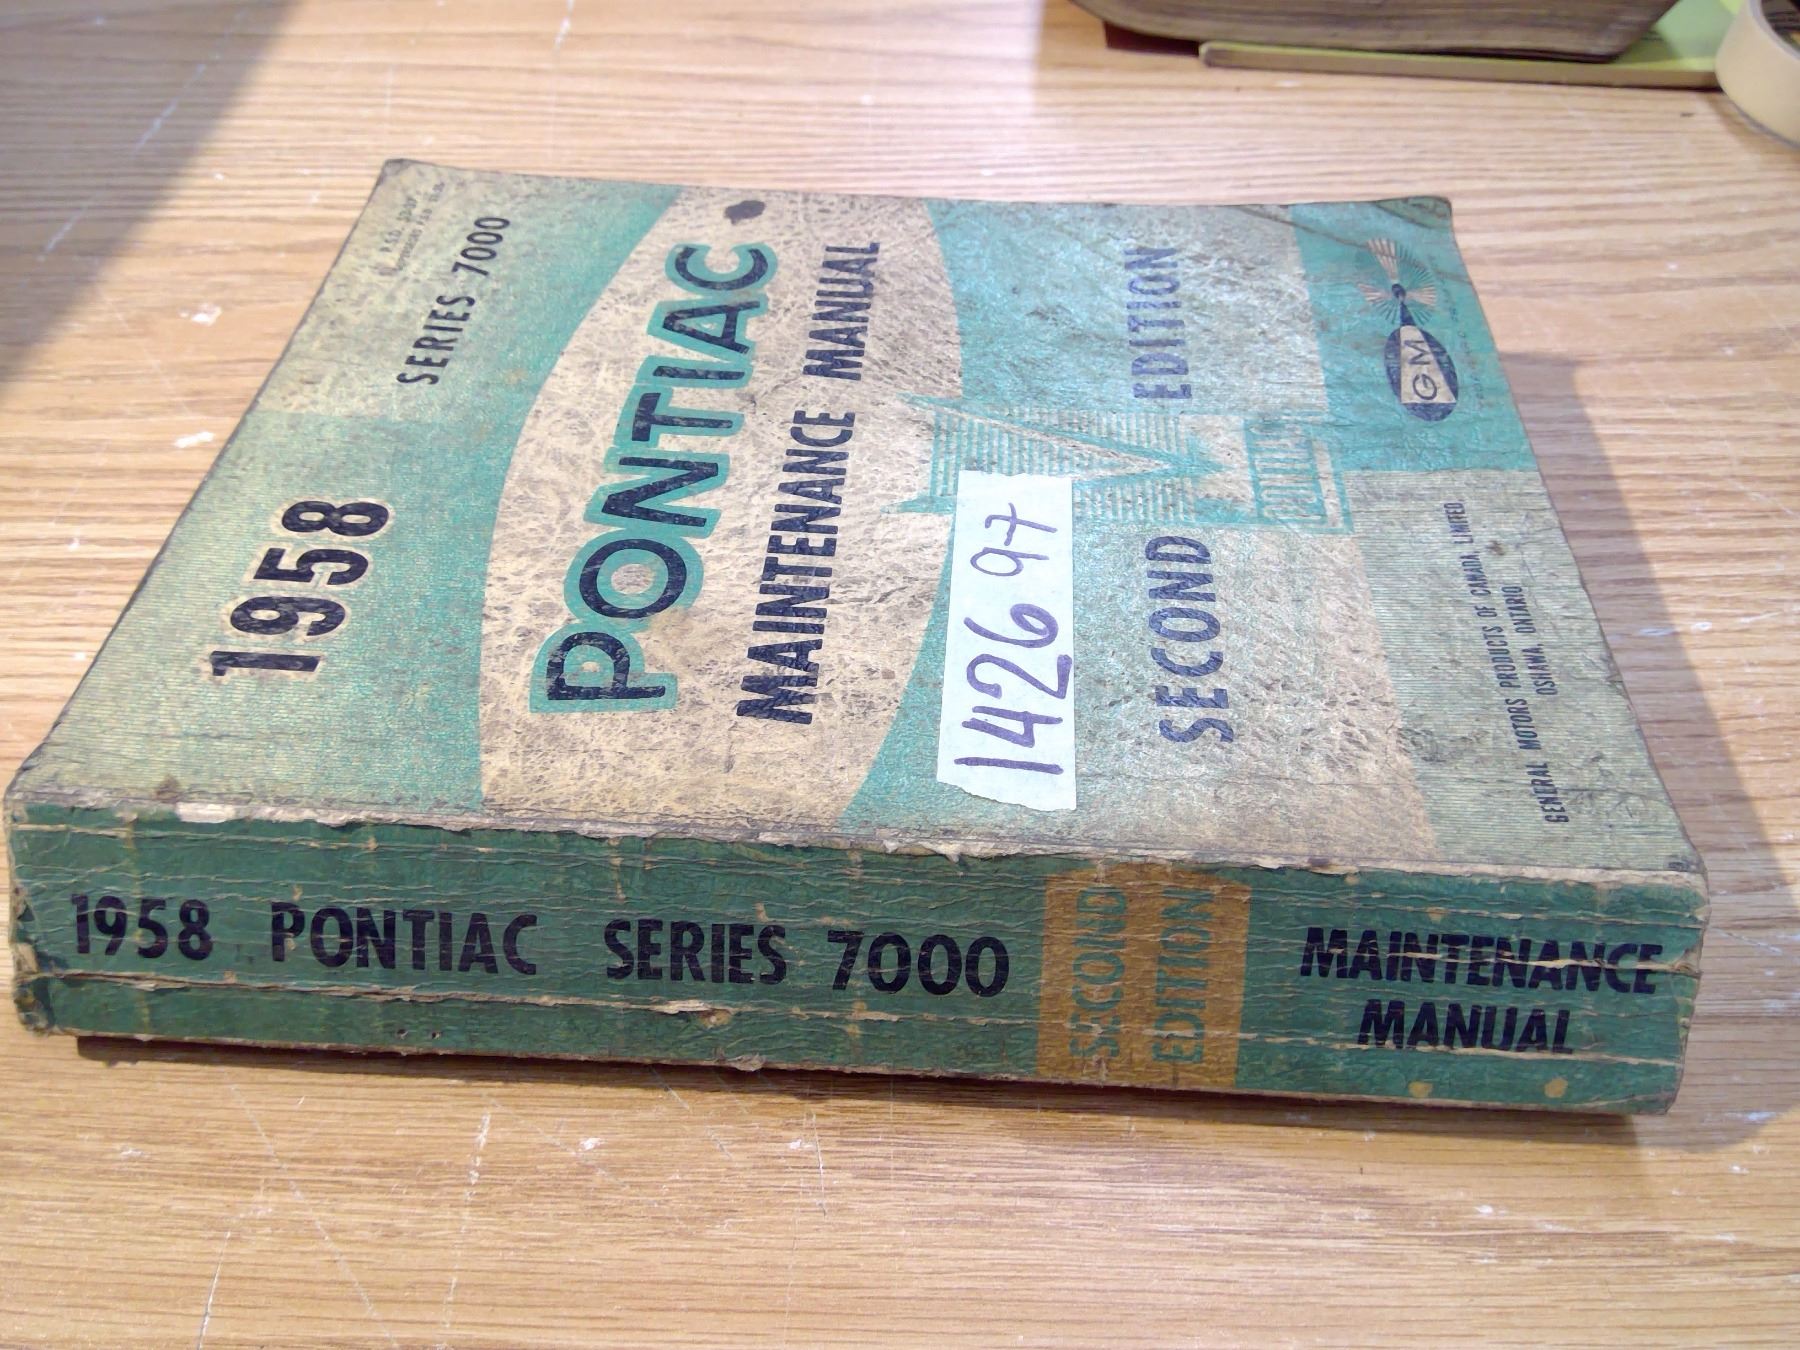 1958
SERIES 7000
PONTIAC
MAINTENANCE MANUAL
1426 97
SECOND EDITION
PONTIAC
GM
GENERAL MOTORS PRODUCTS OF CANADA, LIMITED
OSHAWA, ONTARIO
1958 PONTIAC SERIES 7000
SECOND
EDITION
MAINTENANCE
MANUAL